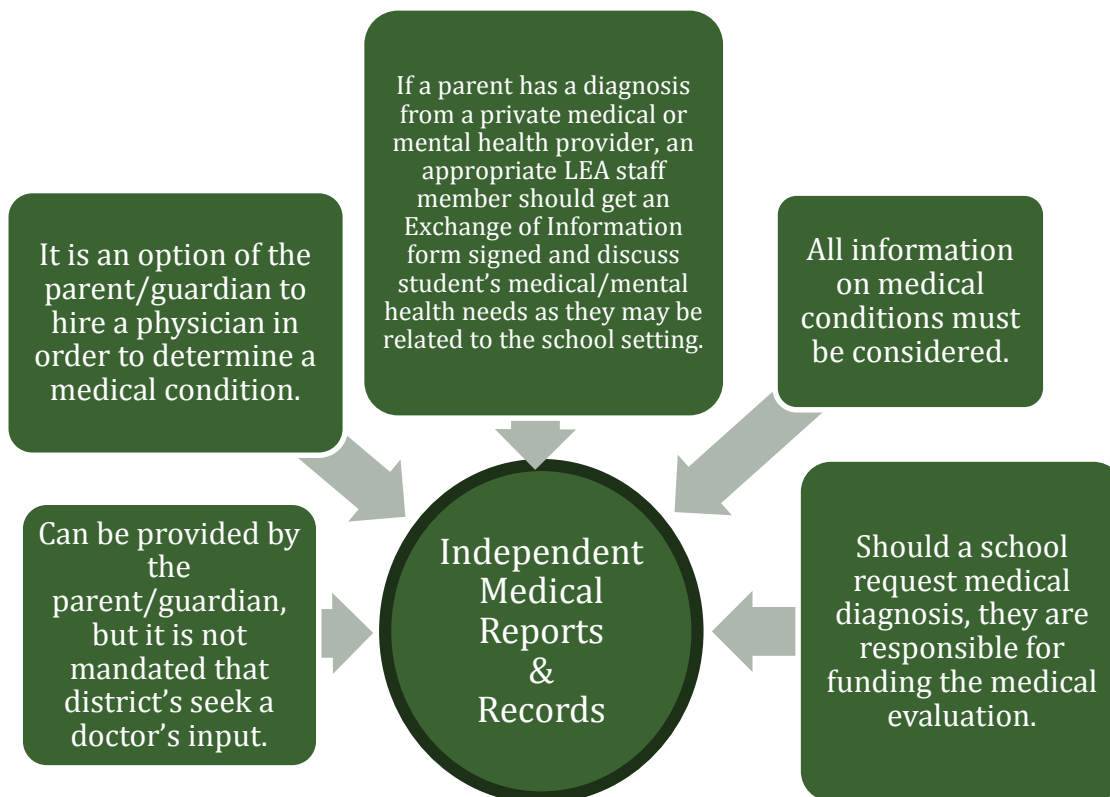 Can be provided by
the
parent/guardian,
but it is not
mandated that
district’s seek a
doctor’s input.
It is an option of the
parent/guardian to
hire a physician in
order to determine a
medical condition.
If a parent has a diagnosis
from a private medical or
mental health provider, an
appropriate LEA staff
member should get an
Exchange of Information
form signed and discuss
student’s medical/mental
health needs as they may be
related to the school setting.
All information
on medical
conditions must
be considered.
Should a school
request medical
diagnosis, they are
responsible for
funding the medical
evaluation.
Independent
Medical
Reports
&
Records